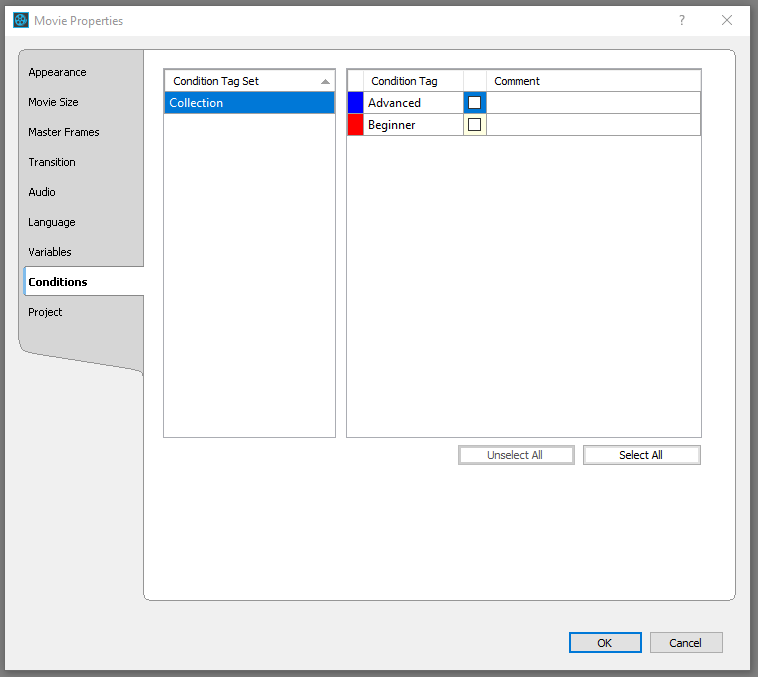 Movie Properties
?
Appearance
Movie Size
Master Frames
Transition
Audio
Language
Variables
Conditions
Project
Condition Tag Set
Collection
Condition Tag Comment
Advanced
Beginner
Unselect All Select All
OK Cancel